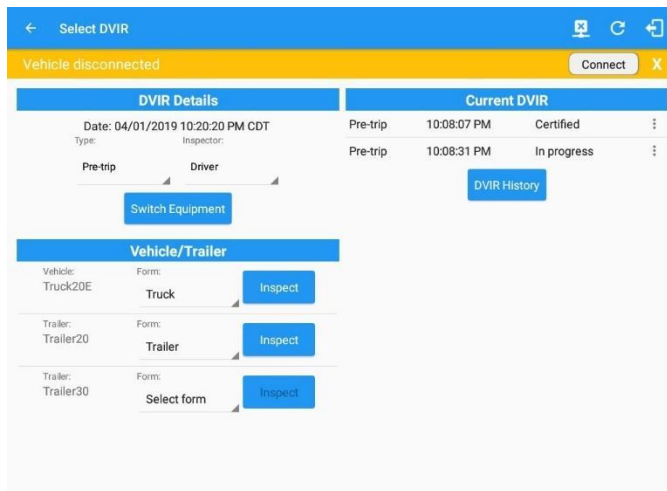 Select DVIR
Vehicle disconnected Connect X
DVIR Details
Date: 04/01/2019 10:20:20 PM CDT
Type: Inspector:
Pre-trip Driver
Switch Equipment
Vehicle/Trailer
Vehicle: Form:
Truck20E Truck Inspect
Trailer: Form:
Trailer20 Trailer Inspect
Trailer: Form:
Trailer30 Select form Inspect
Current DVIR
Pre-trip 10:08:07 PM Certified
Pre-trip 10:08:31 PM In progress
DVIR History